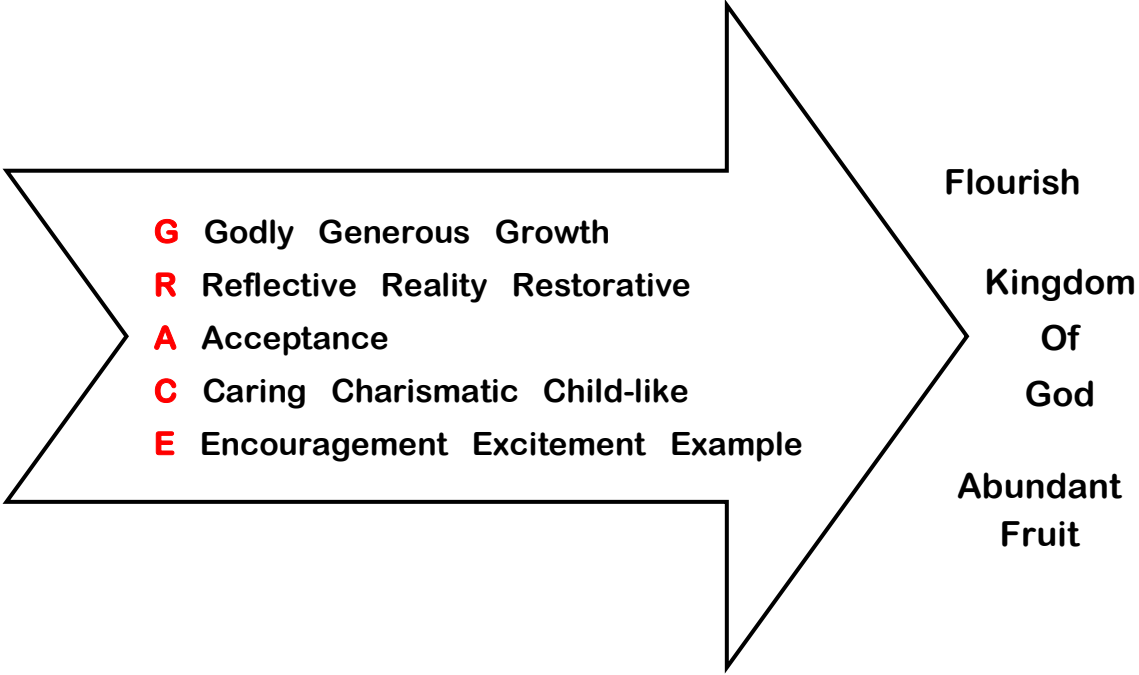 G Godly Generous Growth
R Reflective Reality Restorative
A Acceptance
C Caring Charismatic Child-like
E Encouragement Excitement Example
Flourish
Kingdom
Of
God
Abundant
Fruit